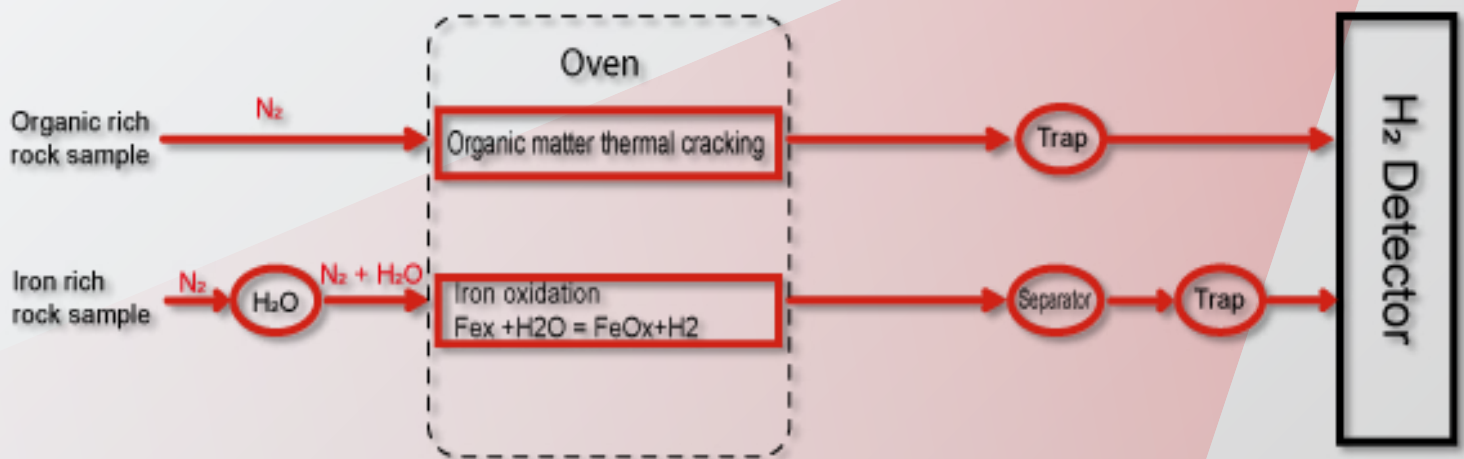 Oven
Organic rich
rock sample
N₂
Organic matter thermal cracking
Trap
H₂ Detector
Iron rich
rock sample
N₂
H₂O
N₂ + H₂O
Iron oxidation
Fex +H2O = FeOx+H2
Separator
Trap